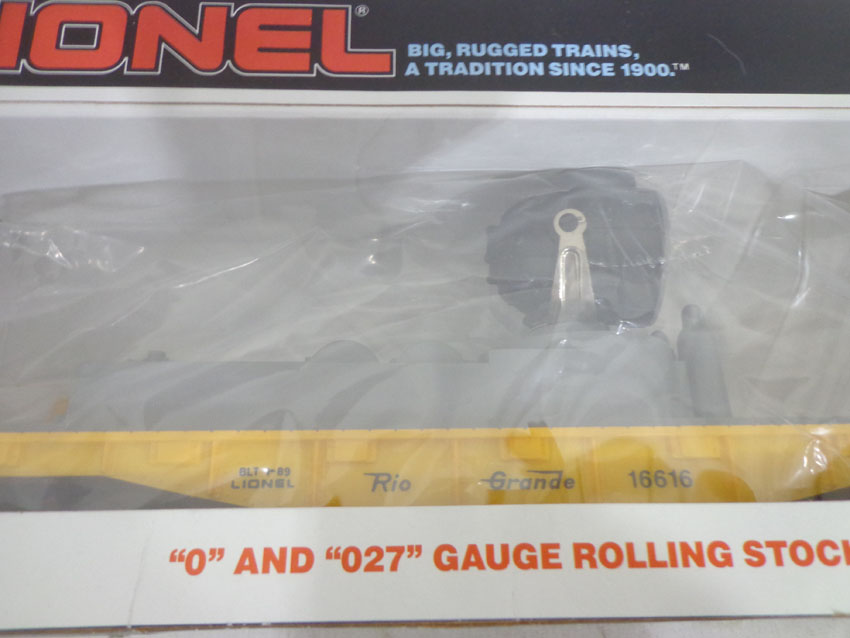 IONEL®
BIG, RUGGED TRAINS,
A TRADITION SINCE 1900.™
BLT 1-89
LIONEL
Rio Grande 16616
“O” AND “027” GAUGE ROLLING STOCK